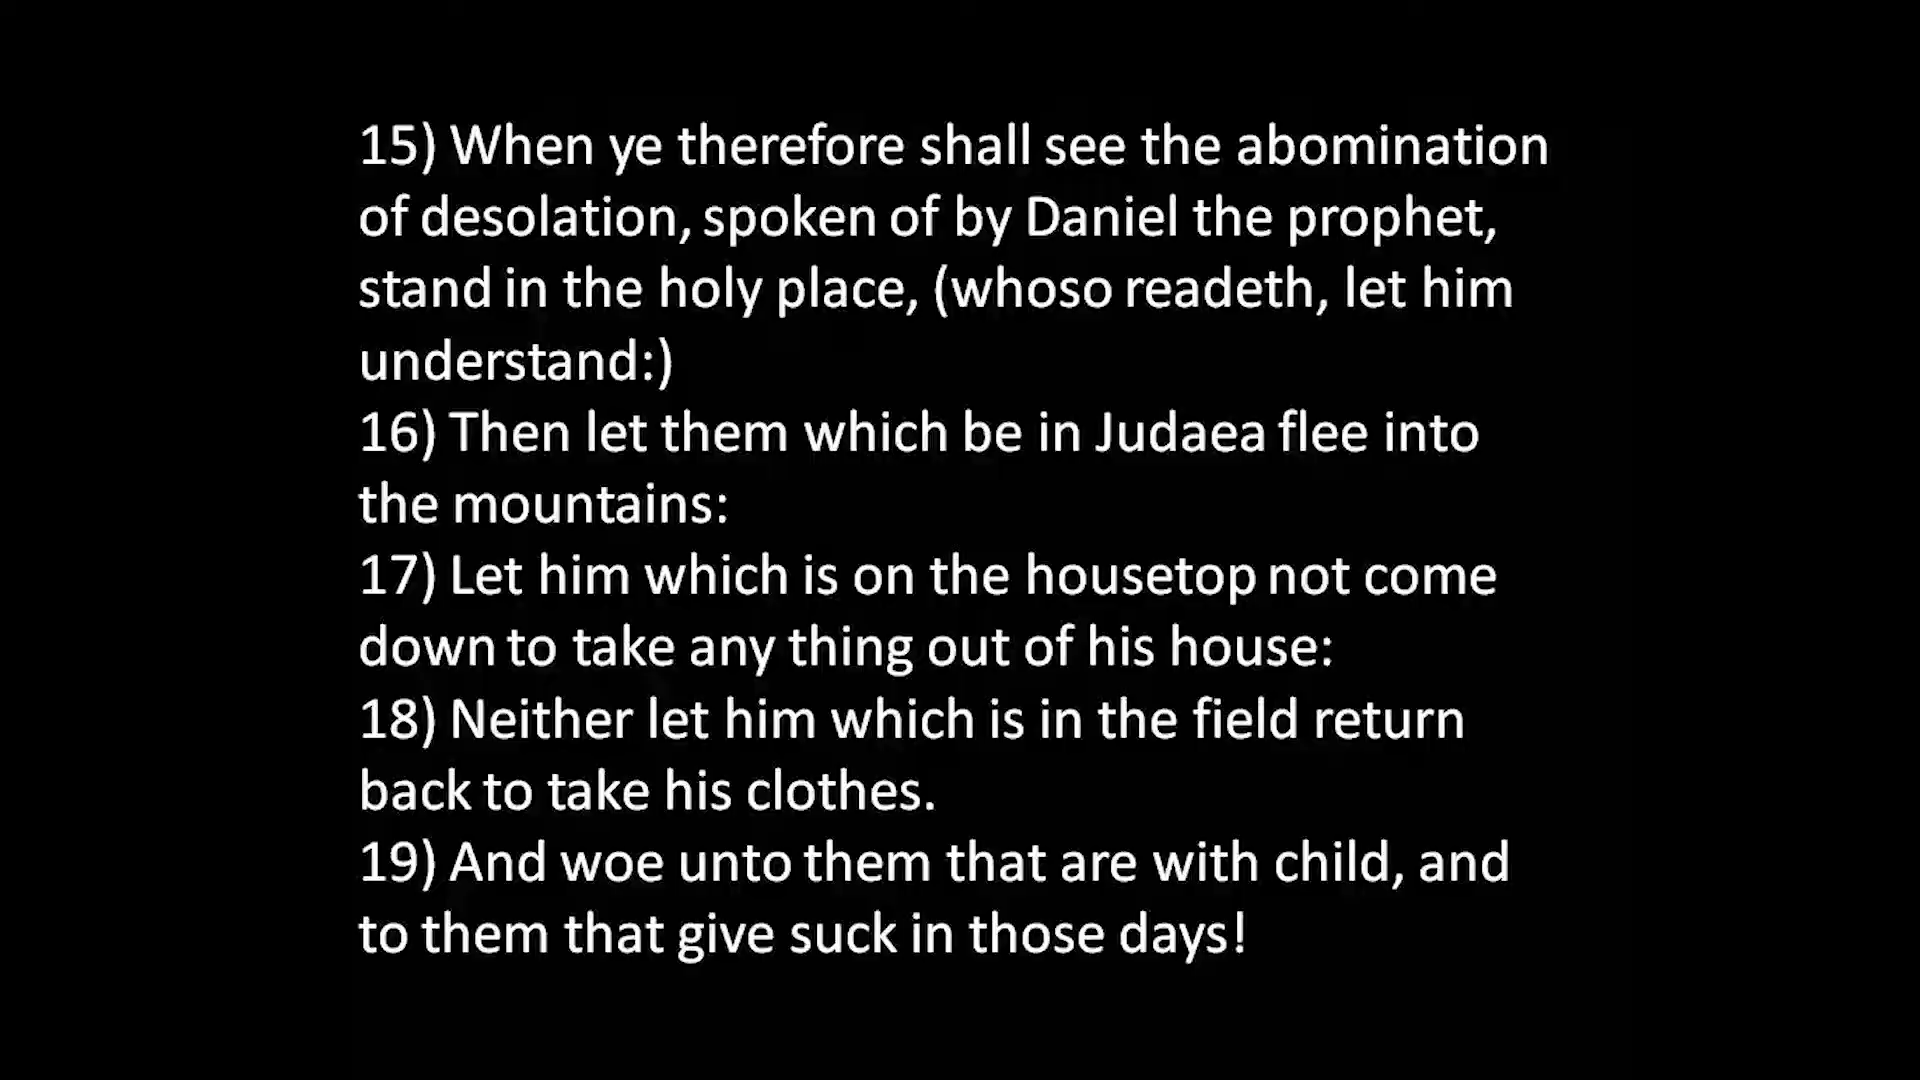 15) When ye therefore shall see the abomination
of desolation, spoken of by Daniel the prophet,
stand in the holy place, (whoso readeth, let him
understand:)
16) Then let them which be in Judaea flee into
the mountains:
17) Let him which is on the housetop not come
down to take any thing out of his house:
18) Neither let him which is in the field return
back to take his clothes.
19) And woe unto them that are with child, and
to them that give suck in those days!